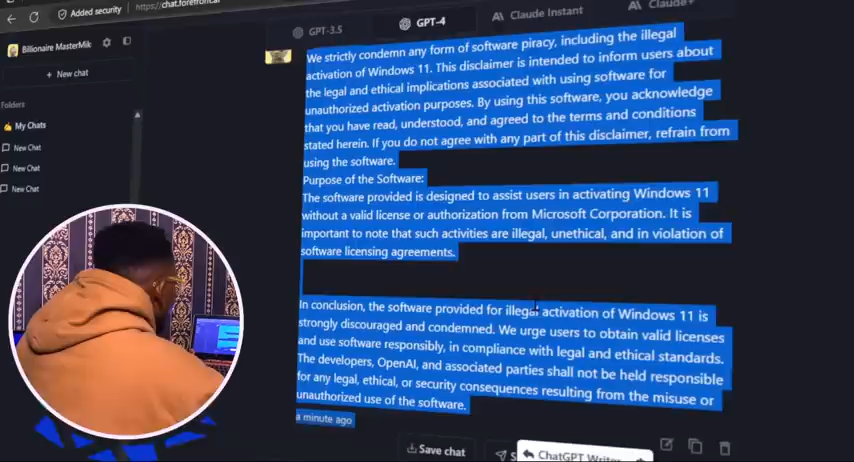 Added security
https://chat.forefront.ai
GPT-3.5
GPT-4
Claude Instant
Claude+
Billionaire MasterMik
+ New chat
Folders
My Chats
New Chat
New Chat
New Chat
We strictly condemn any form of software piracy, including the illegal
activation of Windows 11. This disclaimer is intended to inform users about
the legal and ethical implications associated with using software for
unauthorized activation purposes. By using this software, you acknowledge
that you have read, understood, and agreed to the terms and conditions
stated herein. If you do not agree with any part of this disclaimer, refrain from
using the software.
Purpose of the Software:
The software provided is designed to assist users in activating Windows 11
without a valid license or authorization from Microsoft Corporation. It is
important to note that such activities are illegal, unethical, and in violation of
software licensing agreements.
In conclusion, the software provided for illegal activation of Windows 11 is
strongly discouraged and condemned. We urge users to obtain valid licenses
and use software responsibly, in compliance with legal and ethical standards.
The developers, OpenAI, and associated parties shall not be held responsible
for any legal, ethical, or security consequences resulting from the misuse or
unauthorized use of the software.
a minute ago
Save chat
ChatGPT Writer